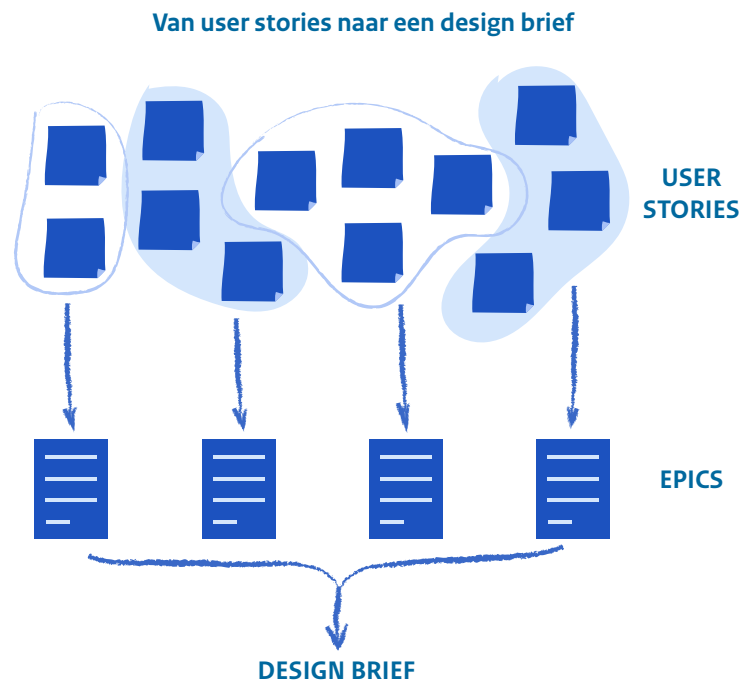 Van user stories naar een design brief
USER
STORIES
EPICS
DESIGN BRIEF